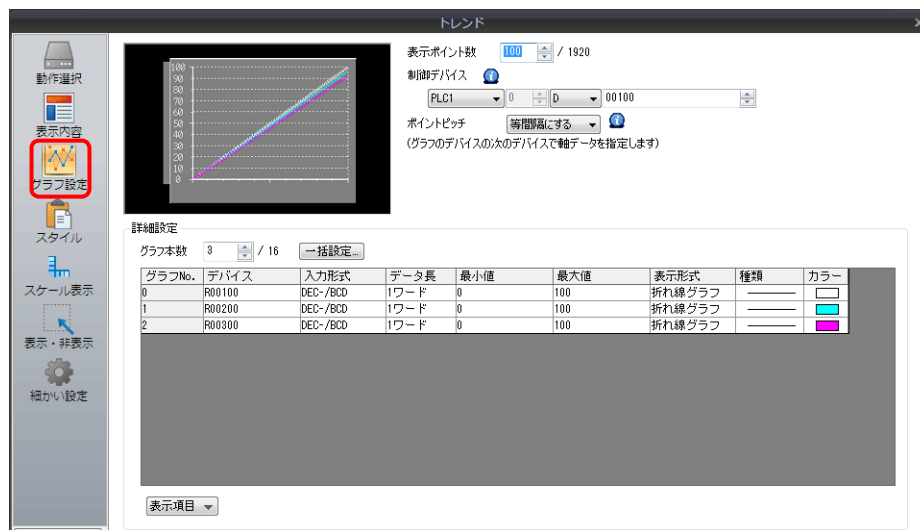 トレンド
動作選択
表示内容
グラフ設定
スタイル
スケール表示
表示・非表示
細かい設定
100
90
80
70
60
50
40
30
20
10
0
表示ポイント数 100 / 1920
制御デバイス
PLC1 0 D 00100
ポイントピッチ 等間隔にする
(グラフのデバイスの次のデバイスで軸データを指定します)
詳細設定
グラフ本数 3 / 16 一括設定...
グラフNo. デバイス 入力形式 データ長 最小値 最大値 表示形式 種類 カラー
0 R00100 DEC-/BCD 1ワード 0 100 折れ線グラフ
1 R00200 DEC-/BCD 1ワード 0 100 折れ線グラフ
2 R00300 DEC-/BCD 1ワード 0 100 折れ線グラフ
表示項目